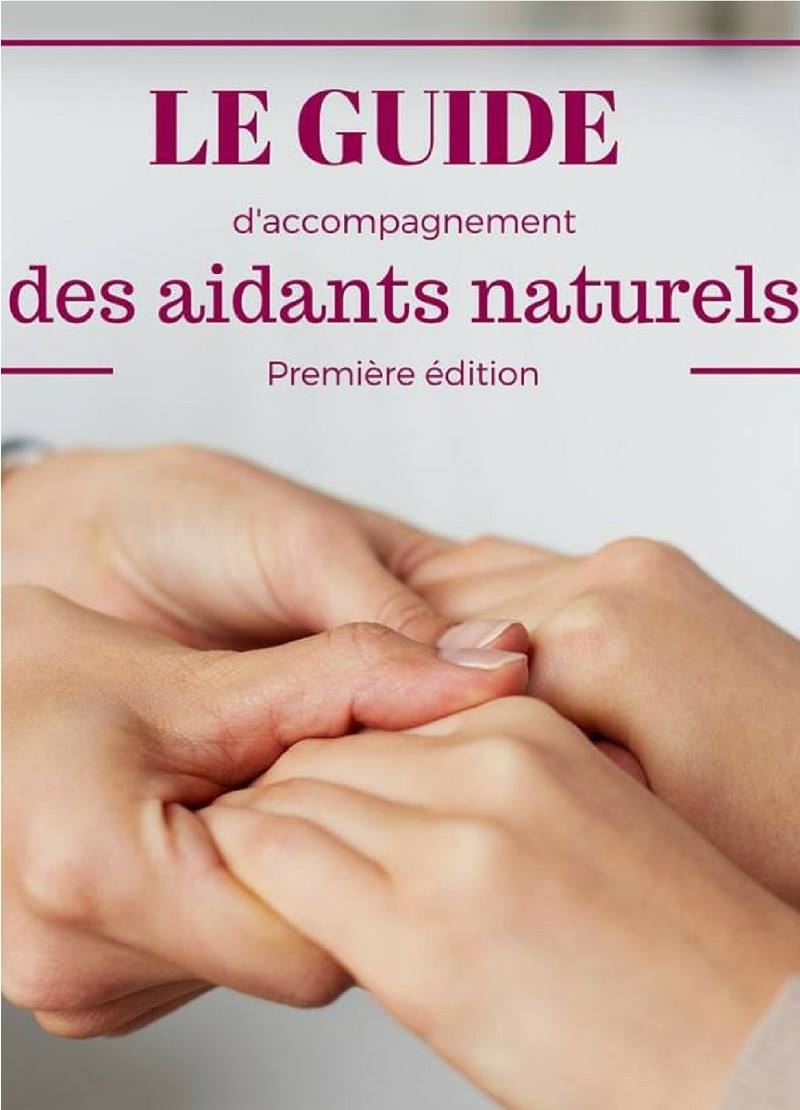 LE GUIDE
d'accompagnement
des aidants naturels
Première édition